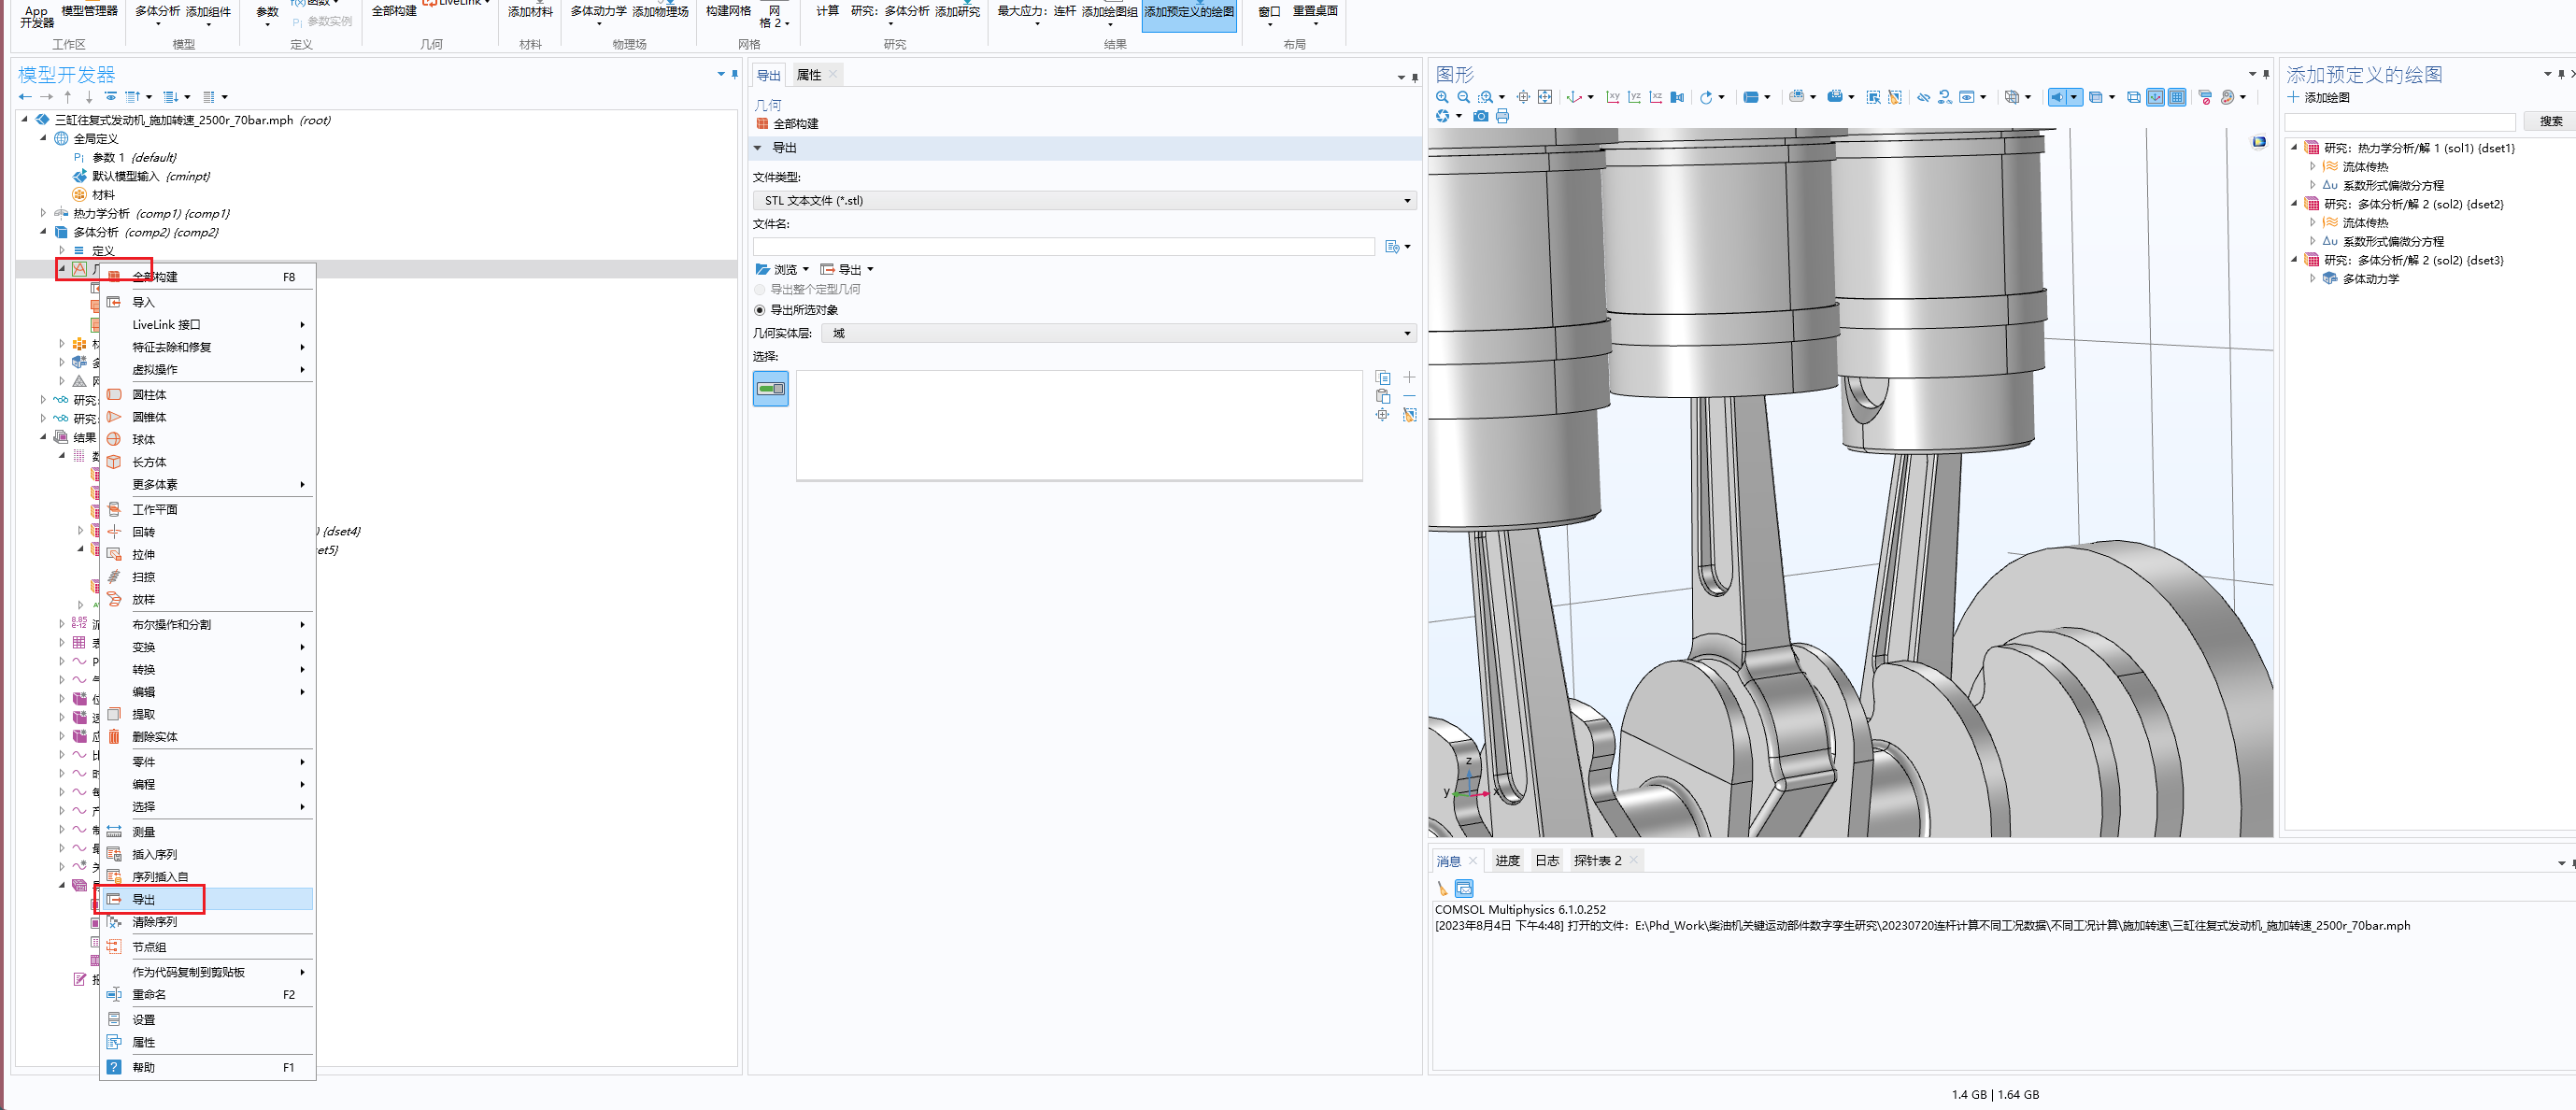 App
开发器
模型管理器
工作区
多体分析
添加组件
模型
参数
f(x) 函数
Pi 参数实例
定义
全部构建
LiveLink
几何
添加材料
材料
多体动力学
添加物理场
物理场
构建网格
网
格 2
网格
计算
研究：多体分析
添加研究
研究
最大应力：连杆
添加绘图组
添加预定义的绘图
结果
窗口
重置桌面
布局
模型开发器
三缸往复式发动机_施加转速_2500r_70bar.mph (root)
全局定义
Pi 参数 1 {default}
默认模型输入 {cminpt}
材料
热力学分析 (comp1) {comp1}
多体分析 (comp2) {comp2}
定义
研究:
研究:
结果
) {dset4}
et5}
8.85
e-12
全部构建 F8
导入
LiveLink 接口
特征去除和修复
虚拟操作
圆柱体
圆锥体
球体
长方体
更多体素
工作平面
回转
拉伸
扫掠
放样
布尔操作和分割
变换
转换
编辑
提取
删除实体
零件
编程
选择
测量
插入序列
序列插入自
导出
清除序列
节点组
作为代码复制到剪贴板
重命名 F2
设置
属性
帮助 F1
导出
属性
几何
全部构建
导出
文件类型:
STL 文本文件 (*.stl)
文件名:
浏览
导出
导出整个定型几何
导出所选对象
几何实体层: 域
选择:
图形
xy
yz
xz
z
y
x
添加预定义的绘图
添加绘图
搜索
研究：热力学分析/解 1 (sol1) {dset1}
流体传热
Δu 系数形式偏微分方程
研究：多体分析/解 2 (sol2) {dset2}
流体传热
Δu 系数形式偏微分方程
研究：多体分析/解 2 (sol2) {dset3}
多体动力学
消息
进度
日志
探针表 2
COMSOL Multiphysics 6.1.0.252
[2023年8月4日 下午4:48] 打开的文件：E:\Phd_Work\柴油机关键运动部件数字孪生研究\20230720连杆计算不同工况数据\不同工况计算\施加转速\三缸往复式发动机_施加转速_2500r_70bar.mph
1.4 GB | 1.64 GB